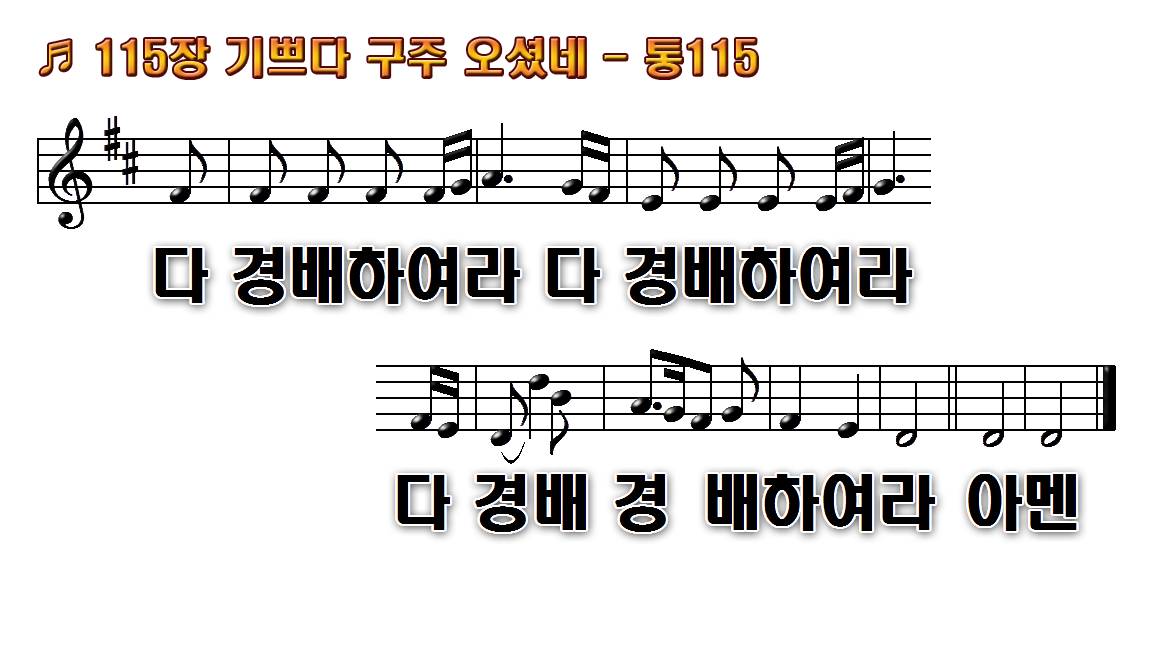 ♬ 115장 기쁘다 구주 오셨네 - 통115
다 경배하여라 다 경배하여라
다 경배 경 배하여라 아멘